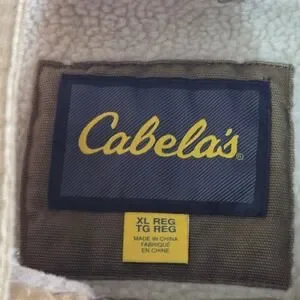 Cabela's®
XL REG
TG REG
MADE IN CHINA
FABRIQUÉ
EN CHINE